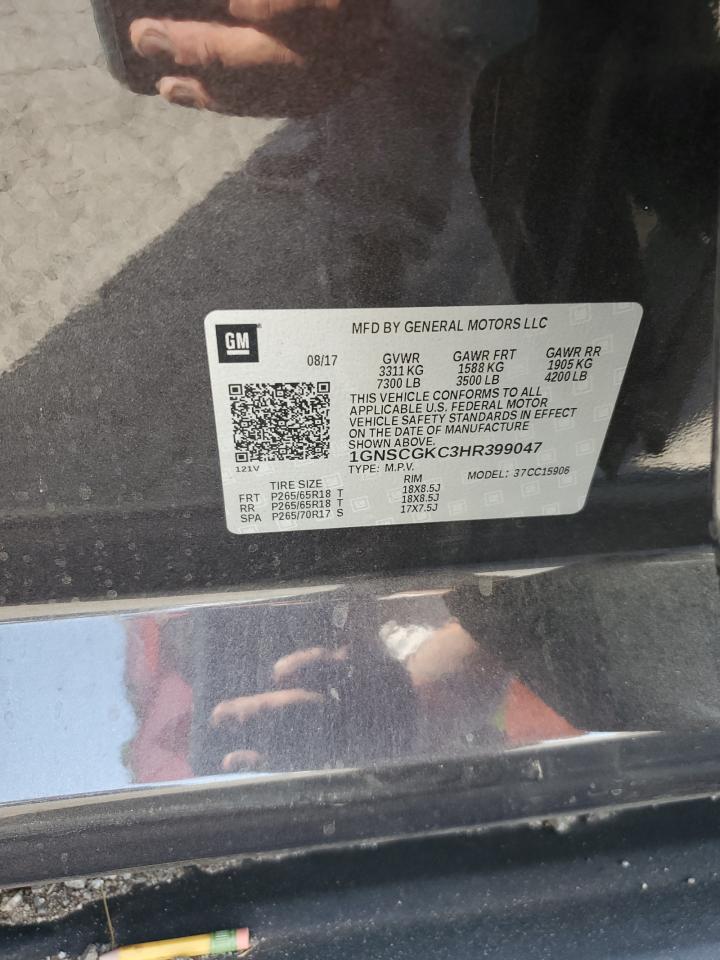 GM
MFD BY GENERAL MOTORS LLC
08/17 GVWR GAWR FRT GAWR RR
3311 KG 1588 KG 1905 KG
7300 LB 3500 LB 4200 LB
THIS VEHICLE CONFORMS TO ALL
APPLICABLE U.S. FEDERAL MOTOR
VEHICLE SAFETY STANDARDS IN EFFECT
ON THE DATE OF MANUFACTURE
SHOWN ABOVE.
1GNSCGKC3HR399047
121V
TYPE: M.P.V. MODEL: 37CC15906
TIRE SIZE RIM
FRT P265/65R18 T 18X8.5J
RR P265/65R18 T 18X8.5J
SPA P265/70R17 S 17X7.5J